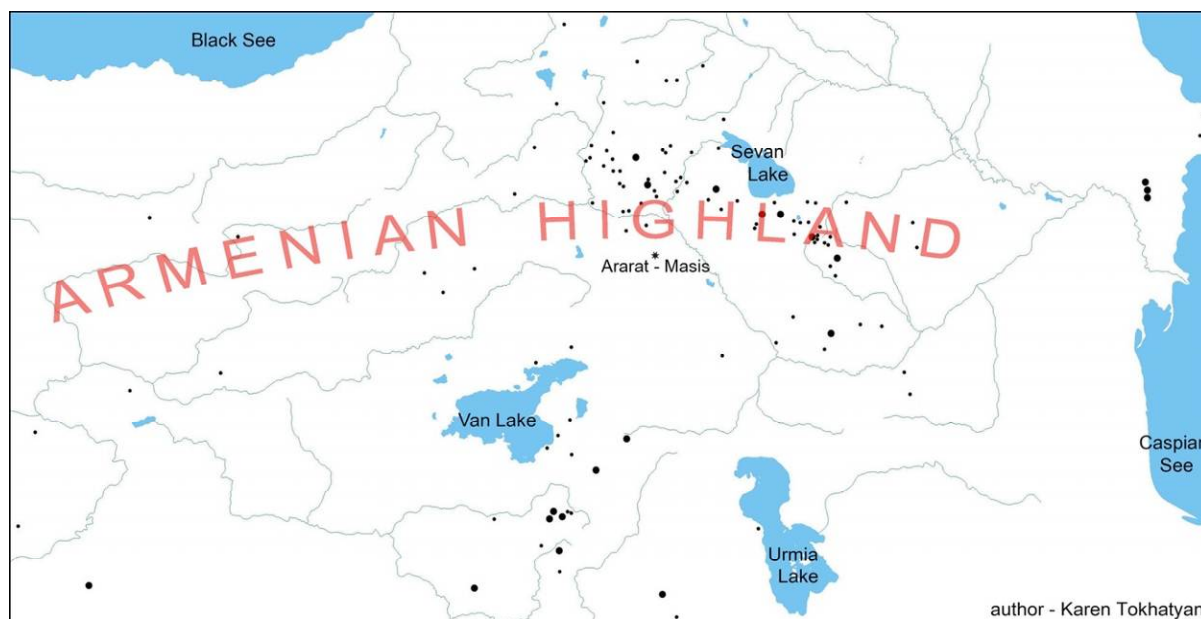 Black See
Sevan
Lake
ARMENIAN HIGHLAND
Ararat - Masis
Van Lake
Caspian
See
Urmia
Lake
author - Karen Tokhatyan